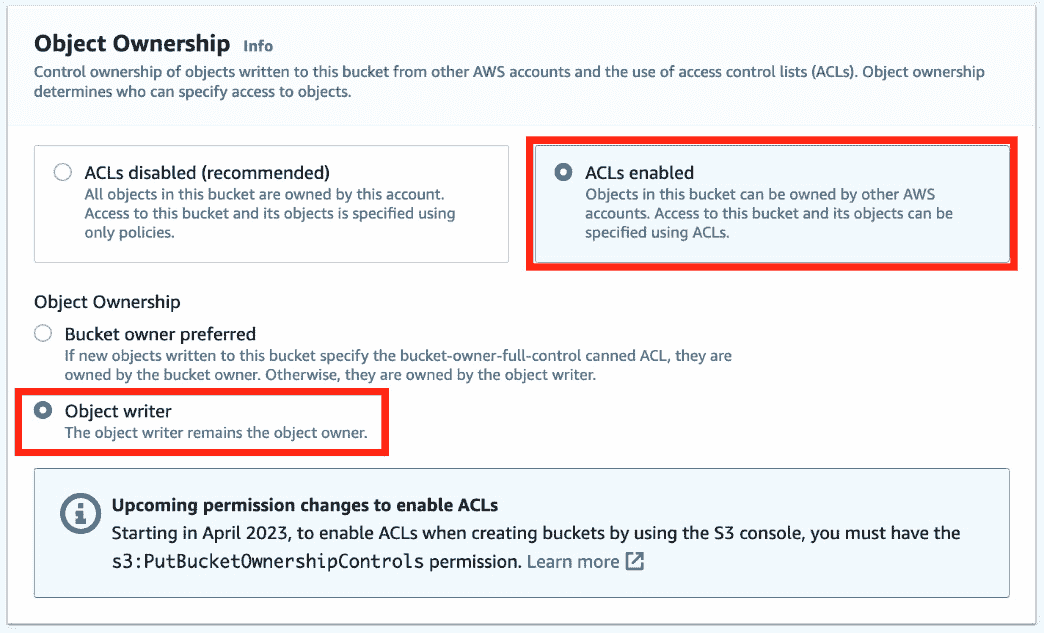 Object Ownership Info
Control ownership of objects written to this bucket from other AWS accounts and the use of access control lists (ACLs). Object ownership
determines who can specify access to objects.
ACLs disabled (recommended)
All objects in this bucket are owned by this account.
Access to this bucket and its objects is specified using
only policies.
ACLs enabled
Objects in this bucket can be owned by other AWS
accounts. Access to this bucket and its objects can be
specified using ACLs.
Object Ownership
Bucket owner preferred
If new objects written to this bucket specify the bucket-owner-full-control canned ACL, they are
owned by the bucket owner. Otherwise, they are owned by the object writer.
Object writer
The object writer remains the object owner.
Upcoming permission changes to enable ACLs
Starting in April 2023, to enable ACLs when creating buckets by using the S3 console, you must have the
s3:PutBucketOwnershipControls permission. Learn more